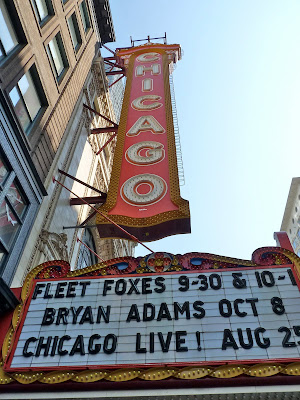 CHICAGO
FLEET FOXES 9-30 & 10-1
BRYAN ADAMS OCT 8
CHICAGO LIVE! AUG 25